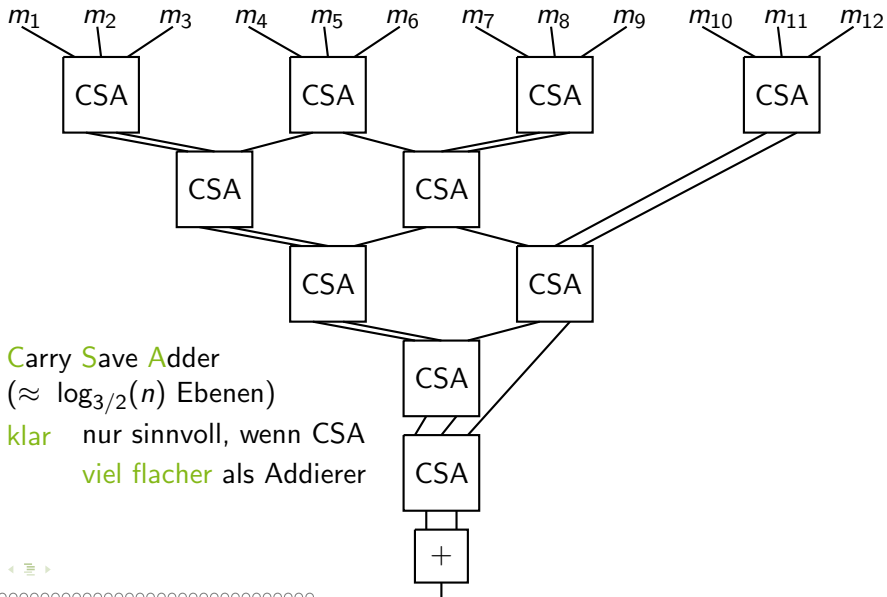 m₁ m₂ m₃ m₄ m₅ m₆ m₇ m₈ m₉ m₁₀ m₁₁ m₁₂
CSA CSA CSA CSA
CSA CSA
CSA CSA
Carry Save Adder
CSA
(≈ log₃/₂(n) Ebenen)
klar nur sinnvoll, wenn CSA
viel flacher als Addierer
CSA
+